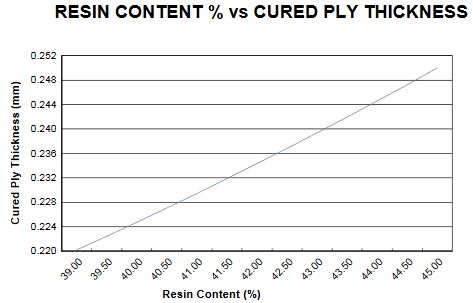 RESIN CONTENT % vs CURED PLY THICKNESS
Cured Ply Thickness (mm)
0.252
0.248
0.244
0.240
0.236
0.232
0.228
0.224
0.220
39.00 39.50 40.00 40.50 41.00 41.50 42.00 42.50 43.00 43.50 44.00 44.50 45.00
Resin Content (%)